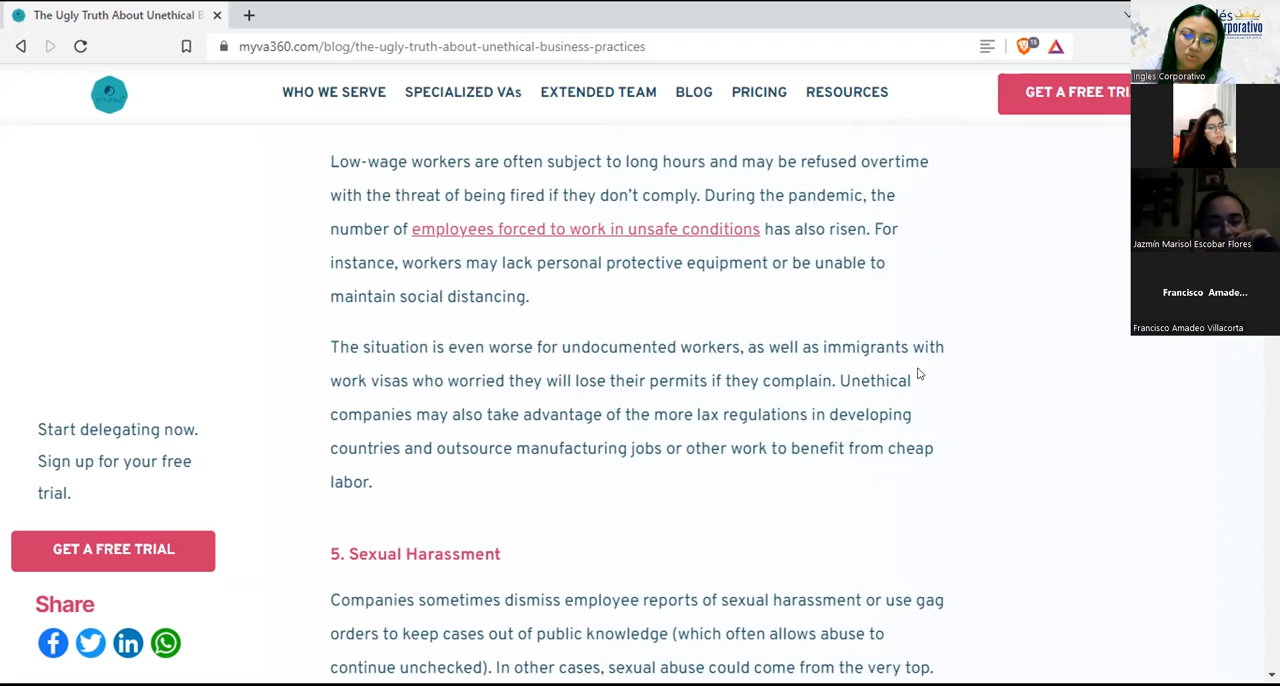 The Ugly Truth About Unethical B
myva360.com/blog/the-ugly-truth-about-unethical-business-practices
15
WHO WE SERVE SPECIALIZED VAs EXTENDED TEAM BLOG PRICING RESOURCES
GET A FREE TRI
Low-wage workers are often subject to long hours and may be refused overtime
with the threat of being fired if they don't comply. During the pandemic, the
number of employees forced to work in unsafe conditions has also risen. For
instance, workers may lack personal protective equipment or be unable to
maintain social distancing.
The situation is even worse for undocumented workers, as well as immigrants with
work visas who worried they will lose their permits if they complain. Unethical
companies may also take advantage of the more lax regulations in developing
countries and outsource manufacturing jobs or other work to benefit from cheap
labor.
5. Sexual Harassment
Companies sometimes dismiss employee reports of sexual harassment or use gag
orders to keep cases out of public knowledge (which often allows abuse to
continue unchecked). In other cases, sexual abuse could come from the very top.
Start delegating now.
Sign up for your free
trial.
GET A FREE TRIAL
Share
lés
orporativo
Ingles Corporativo
Jazmín Marisol Escobar Flores
Francisco Amade...
Francisco Amadeo Villacorta